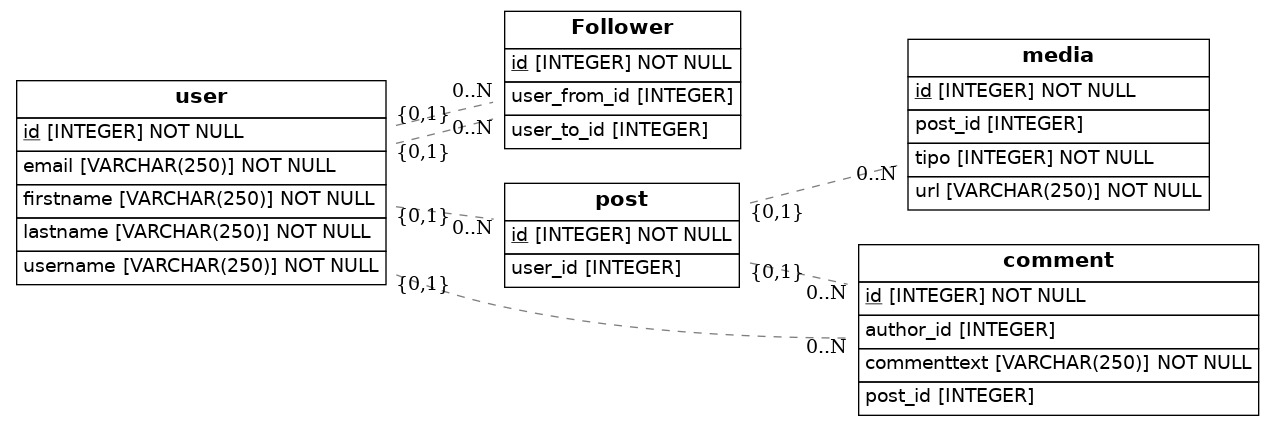 user
id [INTEGER] NOT NULL
email [VARCHAR(250)] NOT NULL
firstname [VARCHAR(250)] NOT NULL
lastname [VARCHAR(250)] NOT NULL
username [VARCHAR(250)] NOT NULL
{0,1}
0..N
{0,1}
0..N
{0,1}
0..N
{0,1}
0..N
Follower
id [INTEGER] NOT NULL
user_from_id [INTEGER]
user_to_id [INTEGER]
post
id [INTEGER] NOT NULL
user_id [INTEGER]
{0,1}
0..N
{0,1}
0..N
media
id [INTEGER] NOT NULL
post_id [INTEGER]
tipo [INTEGER] NOT NULL
url [VARCHAR(250)] NOT NULL
comment
id [INTEGER] NOT NULL
author_id [INTEGER]
commenttext [VARCHAR(250)] NOT NULL
post_id [INTEGER]